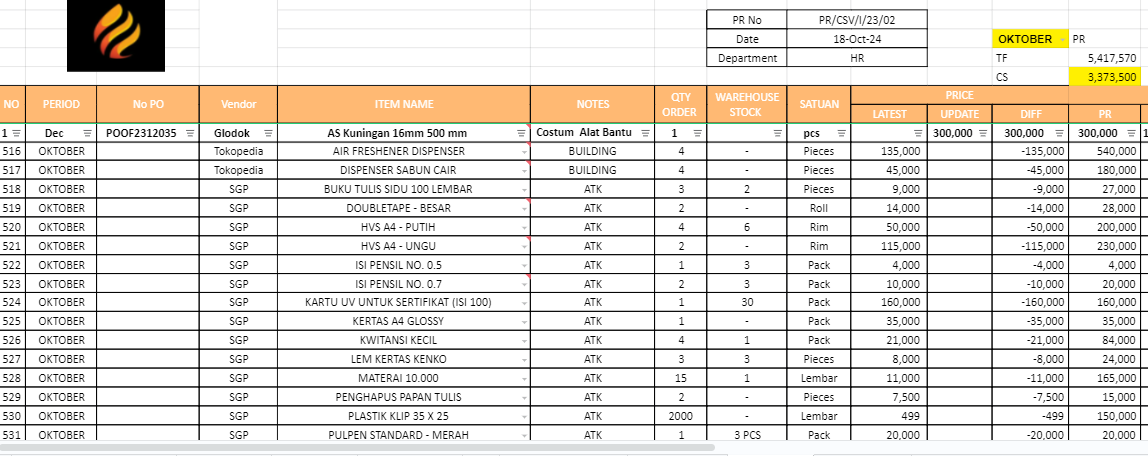 PR No PR/CSV/I/23/02
Date 18-Oct-24 OKTOBER PR
Department HR TF 5,417,570
CS 3,373,500
NO PERIOD No PO Vendor ITEM NAME NOTES QTY ORDER WAREHOUSE STOCK SATUAN PRICE
LATEST UPDATE DIFF PR
1 Dec POOF2312035 Glodok AS Kuningan 16mm 500 mm Costum Alat Bantu 1 pcs 300,000 300,000 300,000 1
516 OKTOBER Tokopedia AIR FRESHENER DISPENSER BUILDING 4 - Pieces 135,000 -135,000 540,000
517 OKTOBER Tokopedia DISPENSER SABUN CAIR BUILDING 4 - Pieces 45,000 -45,000 180,000
518 OKTOBER SGP BUKU TULIS SIDU 100 LEMBAR ATK 3 2 Pieces 9,000 -9,000 27,000
519 OKTOBER SGP DOUBLETAPE - BESAR ATK 2 - Roll 14,000 -14,000 28,000
520 OKTOBER SGP HVS A4 - PUTIH ATK 4 6 Rim 50,000 -50,000 200,000
521 OKTOBER SGP HVS A4 - UNGU ATK 2 - Rim 115,000 -115,000 230,000
522 OKTOBER SGP ISI PENSIL NO. 0.5 ATK 1 3 Pack 4,000 -4,000 4,000
523 OKTOBER SGP ISI PENSIL NO. 0.7 ATK 2 3 Pack 10,000 -10,000 20,000
524 OKTOBER SGP KARTU UV UNTUK SERTIFIKAT (ISI 100) ATK 1 30 Pack 160,000 -160,000 160,000
525 OKTOBER SGP KERTAS A4 GLOSSY ATK 1 - Pack 35,000 -35,000 35,000
526 OKTOBER SGP KWITANSI KECIL ATK 4 1 Pack 21,000 -21,000 84,000
527 OKTOBER SGP LEM KERTAS KENKO ATK 3 3 Pieces 8,000 -8,000 24,000
528 OKTOBER SGP MATERAI 10.000 ATK 15 1 Lembar 11,000 -11,000 165,000
529 OKTOBER SGP PENGHAPUS PAPAN TULIS ATK 2 - Pieces 7,500 -7,500 15,000
530 OKTOBER SGP PLASTIK KLIP 35 X 25 ATK 2000 - Lembar 499 -499 150,000
531 OKTOBER SGP PULPEN STANDARD - MERAH ATK 1 3 PCS Pack 20,000 -20,000 20,000